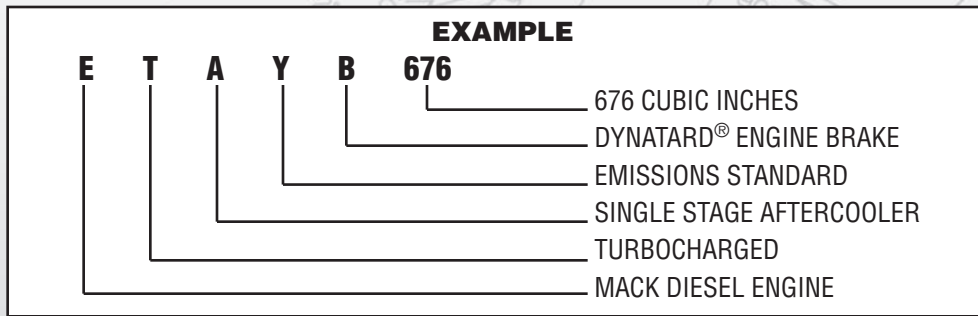 EXAMPLE
E T A Y B 676
676 CUBIC INCHES
DYNATARD® ENGINE BRAKE
EMISSIONS STANDARD
SINGLE STAGE AFTERCOOLER
TURBOCHARGED
MACK DIESEL ENGINE